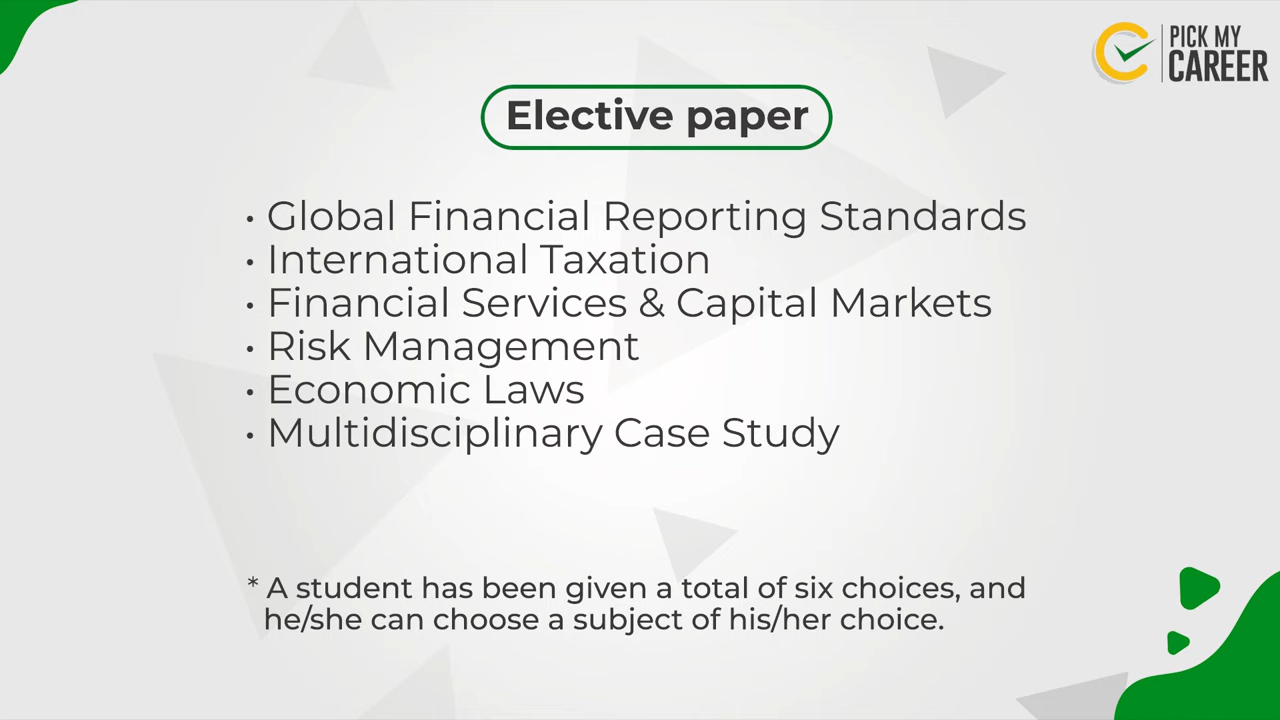 PICK MY
CAREER
Elective paper
• Global Financial Reporting Standards
• International Taxation
• Financial Services & Capital Markets
• Risk Management
• Economic Laws
• Multidisciplinary Case Study
* A student has been given a total of six choices, and
he/she can choose a subject of his/her choice.